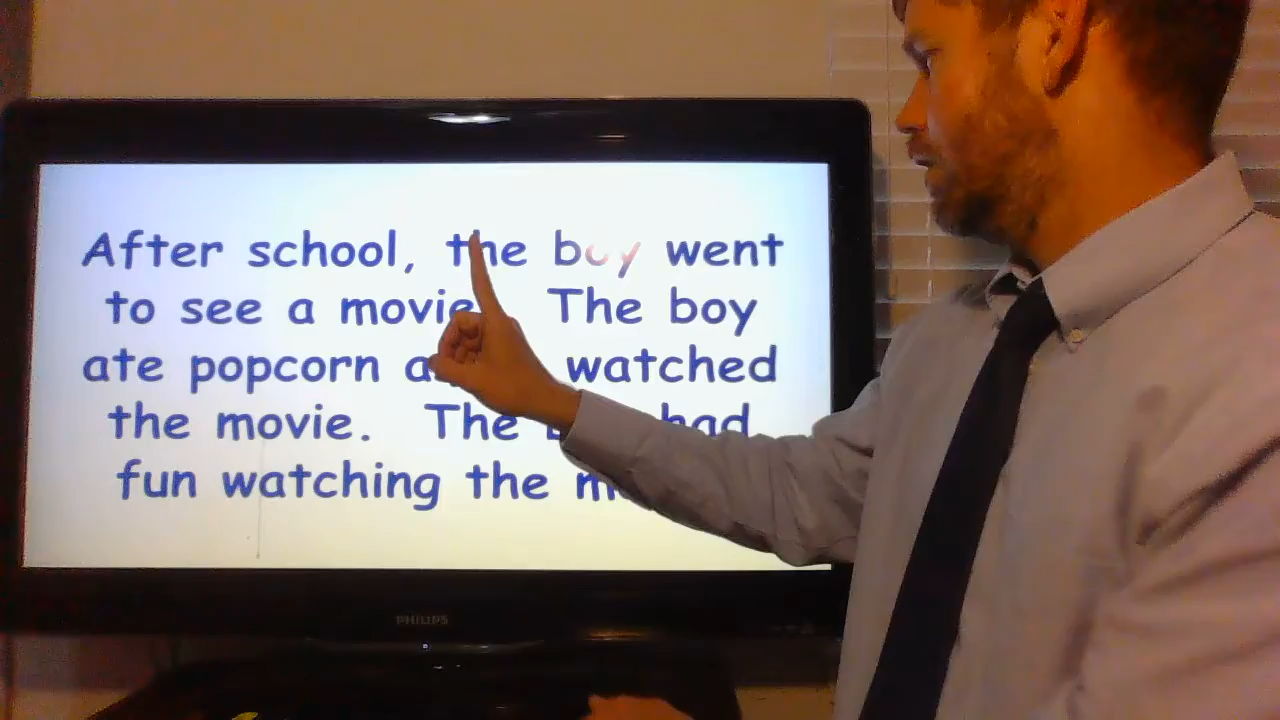 After school, the boy went
to see a movie The boy
ate popcorn watched
the movie. The had
fun watching the
PHILIPS